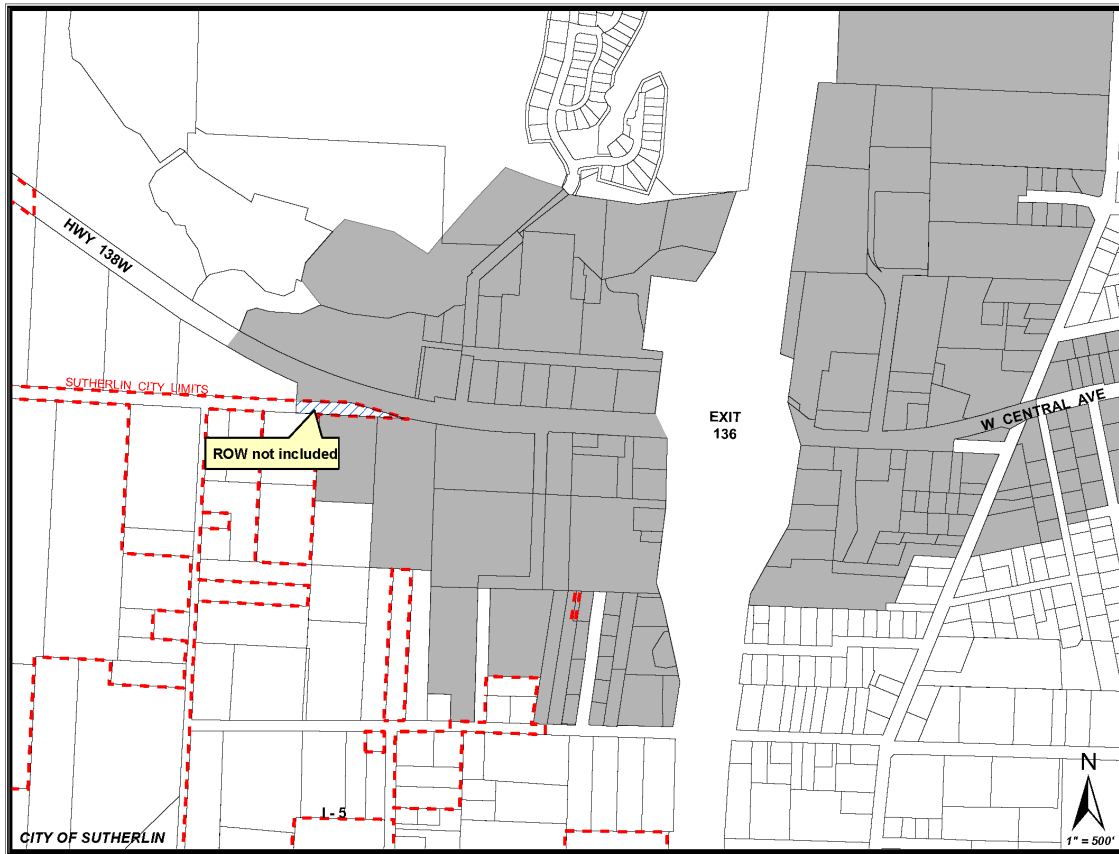 HWY 138W
SUTHERLIN CITY LIMITS
ROW not included
EXIT
136
W CENTRAL AVE
N
I - 5
CITY OF SUTHERLIN
1" = 500'